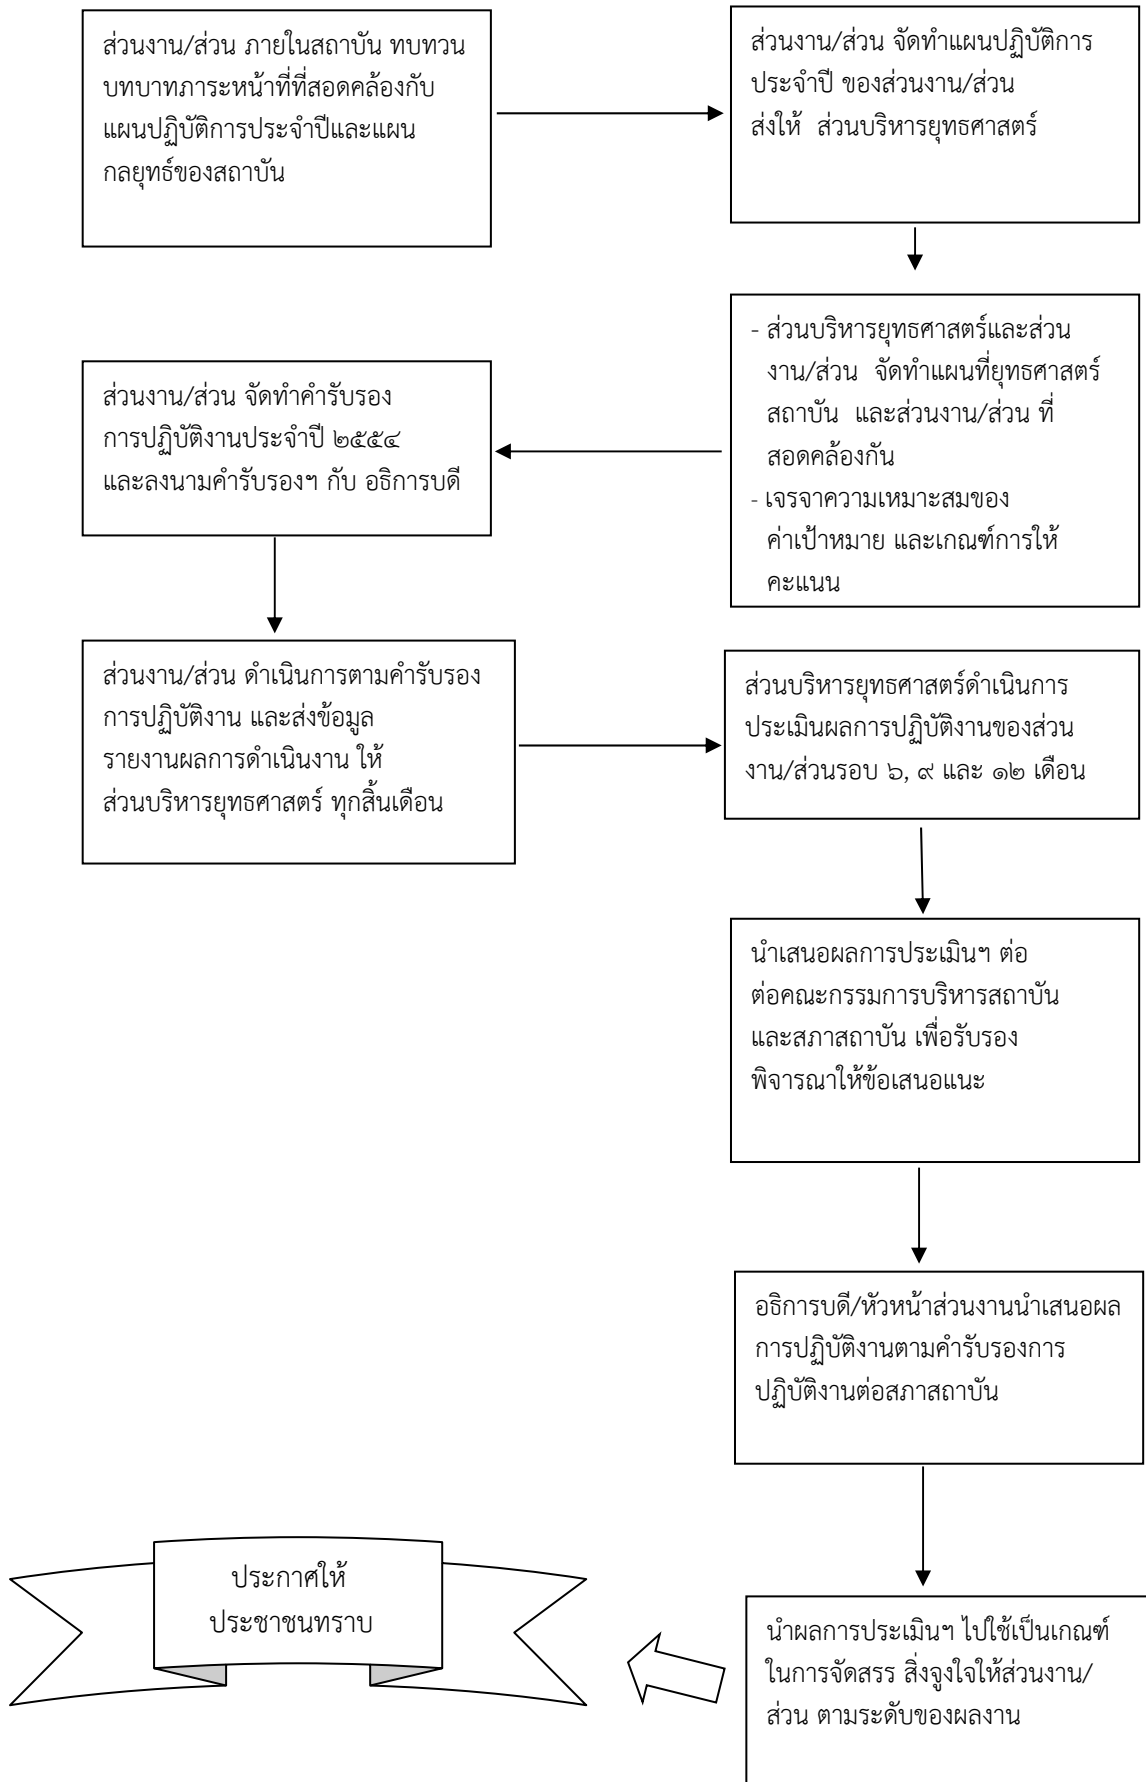 ส่วนงาน/ส่วน ภายในสถาบัน ทบทวน
บทบาทภาระหน้าที่ที่สอดคล้องกับ
แผนปฏิบัติการประจำปีและแผน
กลยุทธ์ของสถาบัน
ส่วนงาน/ส่วน จัดทำแผนปฏิบัติการ
ประจำปี ของส่วนงาน/ส่วน
ส่งให้ ส่วนบริหารยุทธศาสตร์
- ส่วนบริหารยุทธศาสตร์และส่วน
งาน/ส่วน จัดทำแผนที่ยุทธศาสตร์
สถาบัน และส่วนงาน/ส่วน ที่
สอดคล้องกัน
- เจรจาความเหมาะสมของ
ค่าเป้าหมาย และเกณฑ์การให้
คะแนน
ส่วนงาน/ส่วน จัดทำคำรับรอง
การปฏิบัติงานประจำปี ๒๕๕๔
และลงนามคำรับรองฯ กับ อธิการบดี
ส่วนงาน/ส่วน ดำเนินการตามคำรับรอง
การปฏิบัติงาน และส่งข้อมูล
รายงานผลการดำเนินงาน ให้
ส่วนบริหารยุทธศาสตร์ ทุกสิ้นเดือน
ส่วนบริหารยุทธศาสตร์ดำเนินการ
ประเมินผลการปฏิบัติงานของส่วน
งาน/ส่วนรอบ ๖, ๙ และ ๑๒ เดือน
นำเสนอผลการประเมินฯ ต่อ
ต่อคณะกรรมการบริหารสถาบัน
และสภาสถาบัน เพื่อรับรอง
พิจารณาให้ข้อเสนอแนะ
อธิการบดี/หัวหน้าส่วนงานนำเสนอผล
การปฏิบัติงานตามคำรับรองการ
ปฏิบัติงานต่อสภาสถาบัน
นำผลการประเมินฯ ไปใช้เป็นเกณฑ์
ในการจัดสรร สิ่งจูงใจให้ส่วนงาน/
ส่วน ตามระดับของผลงาน
ประกาศให้
ประชาชนทราบ